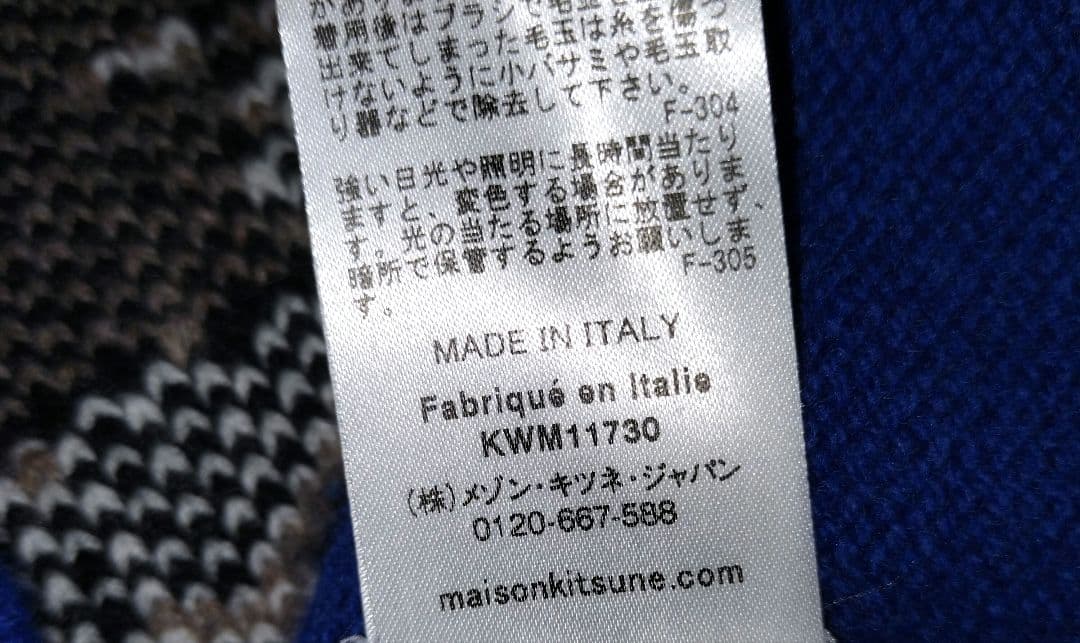 着用後はブラシで毛並を
出来てしまった毛玉は糸を傷つ
けないように小バサミや毛玉取
り器などで除去して下さい。
F-304
強い日光や照明に長時間当たり
ますと、変色する場合がありま
す。光の当たる場所に放置せず、
暗所で保管するようお願いしま
す。
F-305
MADE IN ITALY
Fabriqué en Italie
KWM11730
(株)メゾン・キツネ・ジャパン
0120-667-588
maisonkitsune.com